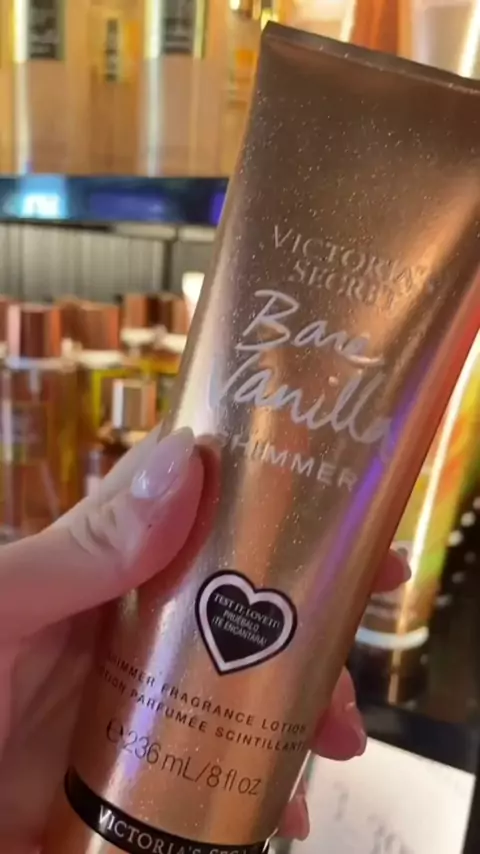 VICTORIA'S
SECRET
Bare
Vanilla
SHIMMER
TEST IT, LOVE IT!
PRUÉBALO
¡TE ENCANTARÁ!
SHIMMER FRAGRANCE LOTION
LOTION PARFUMÉE SCINTILLANTE
℮236 mL/8 fl oz
VICTORIA'S SECRET